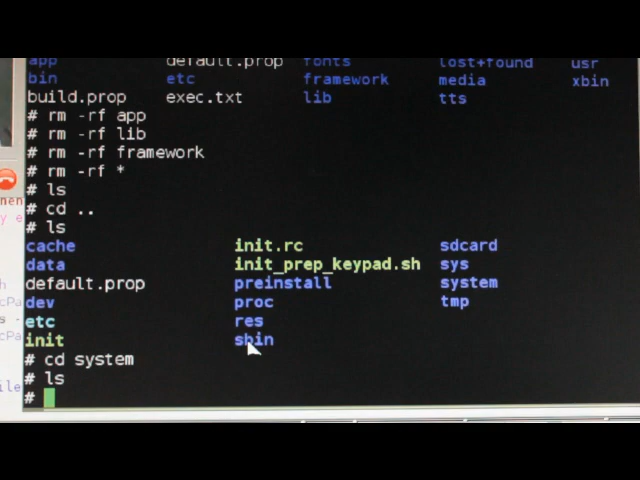 app default.prop fonts lost+found usr
bin etc framework media xbin
build.prop exec.txt lib tts
# rm -rf app
# rm -rf lib
# rm -rf framework
# rm -rf *
# ls
# cd ..
# ls
cache init.rc sdcard
data init_prep_keypad.sh sys
default.prop preinstall system
dev proc tmp
etc res
init sbin
# cd system
# ls
#